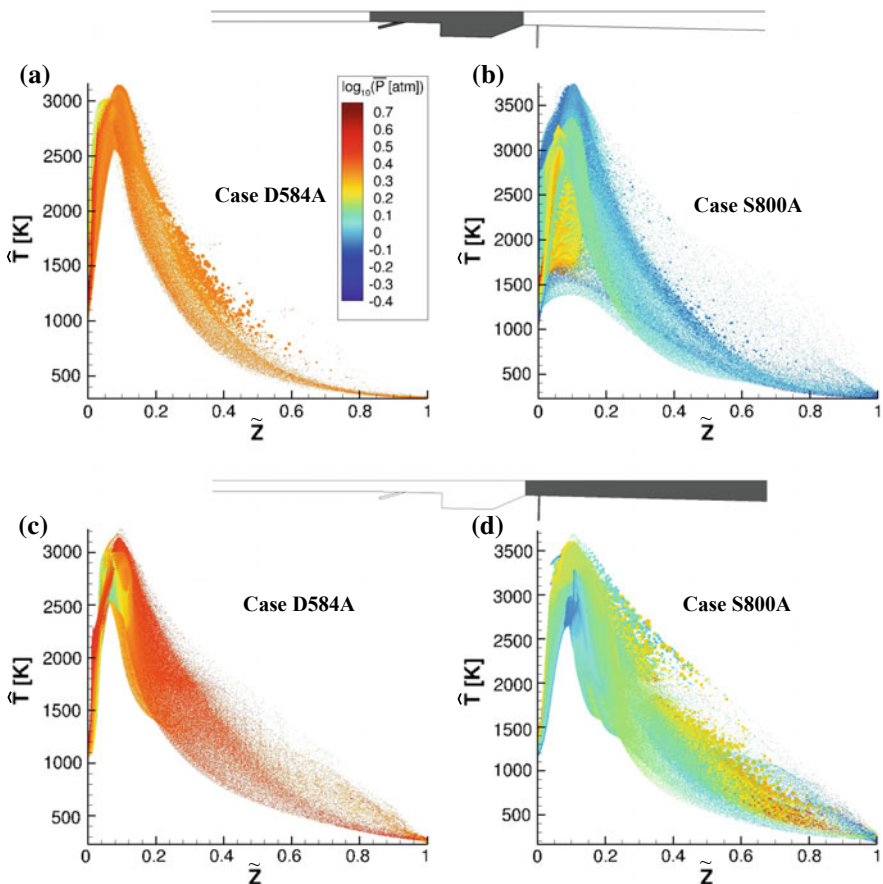 (a)
(b)
log₁₀(P̅ [atm])
0.7
0.6
0.5
0.4
0.3
0.2
0.1
0
-0.1
-0.2
-0.3
-0.4
3000
2500
2000
1500
1000
500
T̂ [K]
Case D584A
0 0.2 0.4 0.6 0.8 1
Z̃
3500
3000
2500
2000
1500
1000
500
T̂ [K]
Case S800A
0 0.2 0.4 0.6 0.8 1
Z̃
(c)
(d)
3000
2500
2000
1500
1000
500
T̂ [K]
Case D584A
0 0.2 0.4 0.6 0.8 1
Z̃
3500
3000
2500
2000
1500
1000
500
T̂ [K]
Case S800A
0 0.2 0.4 0.6 0.8 1
Z̃